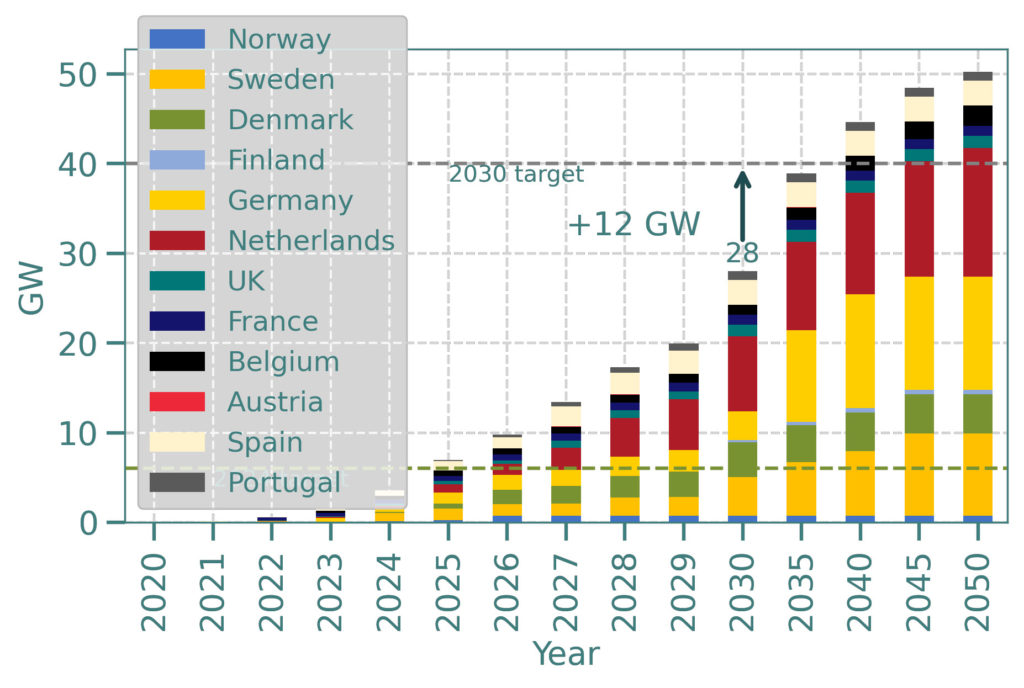 Norway
Sweden
Denmark
Finland
Germany
Netherlands
UK
France
Belgium
Austria
Spain
Portugal
2030 target
+12 GW
28
GW
50
40
30
20
10
0
2020
2021
2022
2023
2024
2025
2026
2027
2028
2029
2030
2035
2040
2045
2050
Year